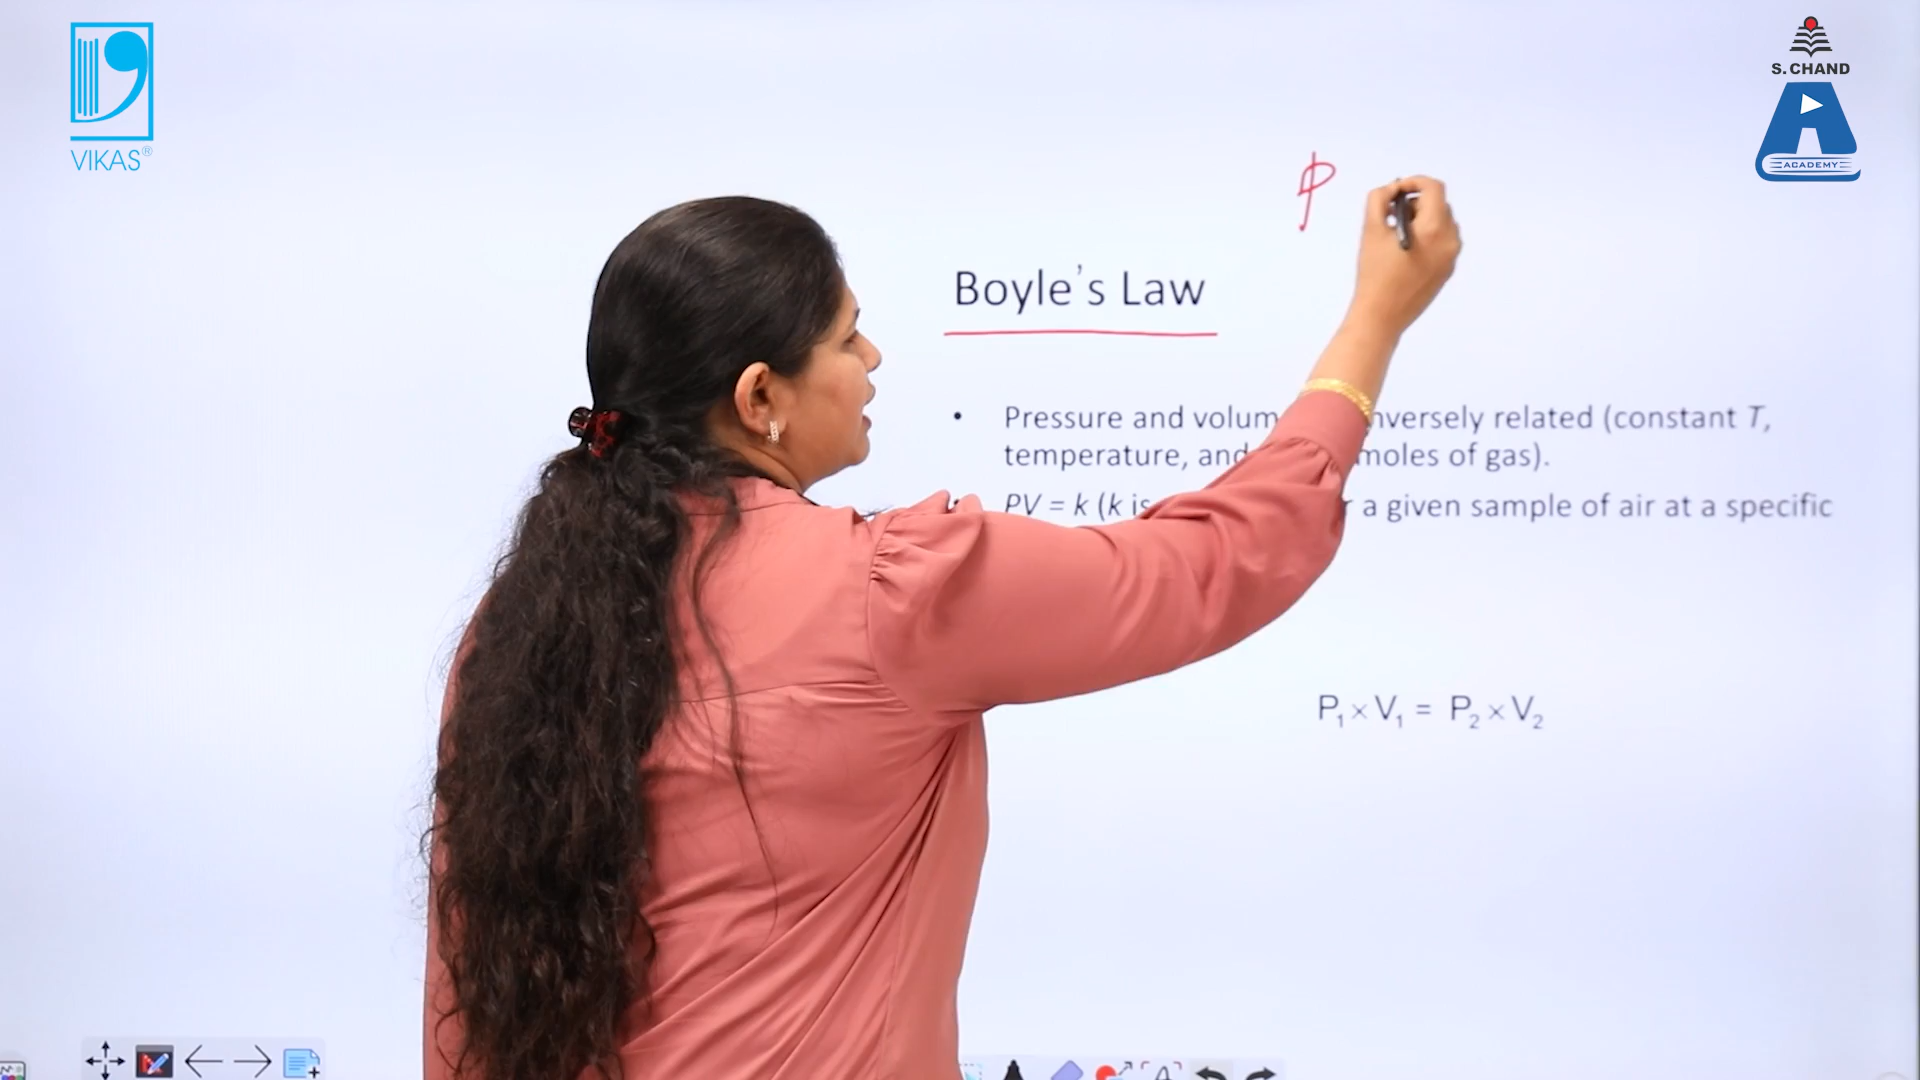 VIKAS®
S. CHAND
ACADEMY
P
Boyle's Law
• Pressure and volum nversely related (constant T,
temperature, and moles of gas).
PV = k (k is a given sample of air at a specific
P₁ × V₁ = P₂ × V₂